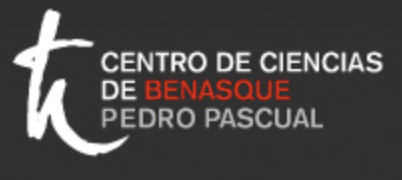 CENTRO DE CIENCIAS
DE BENASQUE
PEDRO PASCUAL